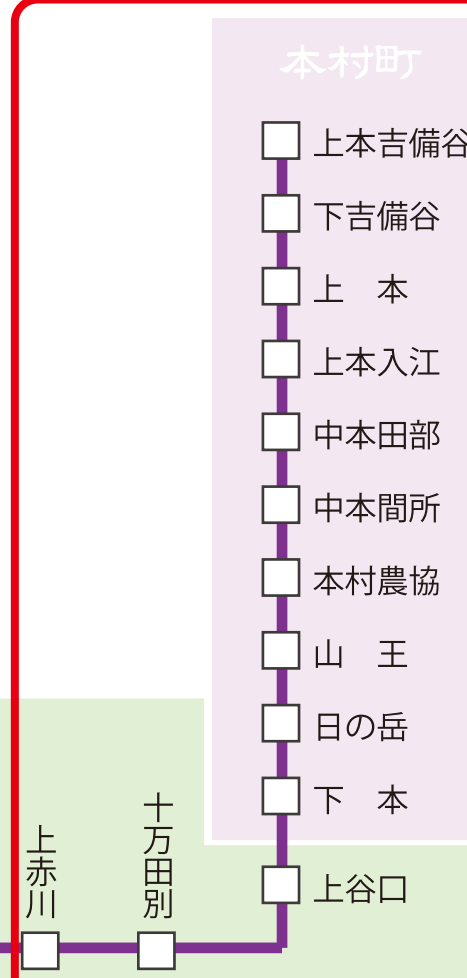 本村町
上本吉備谷
下吉備谷
上　本
上本入江
中本田部
中本間所
本村農協
山　王
日の岳
下　本
上谷口
十万田別
上赤川